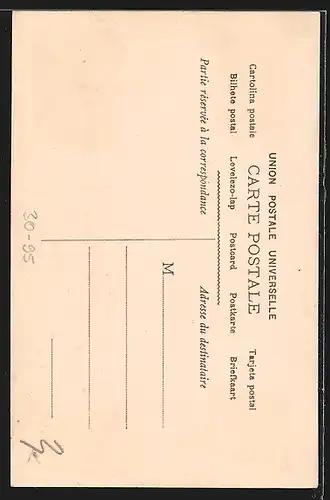 UNION POSTALE UNIVERSELLE
CARTE POSTALE
Cartolina postale Tarjeta postal
Bilhete postal Levelezo-lap Postcard Postkarte Briefkaart
Partie réservée à la correspondance Adresse du destinataire
M
30-95